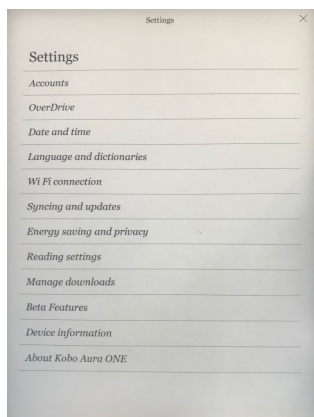 Settings
Settings
Accounts
OverDrive
Date and time
Language and dictionaries
Wi Fi connection
Syncing and updates
Energy saving and privacy
Reading settings
Manage downloads
Beta Features
Device information
About Kobo Aura ONE